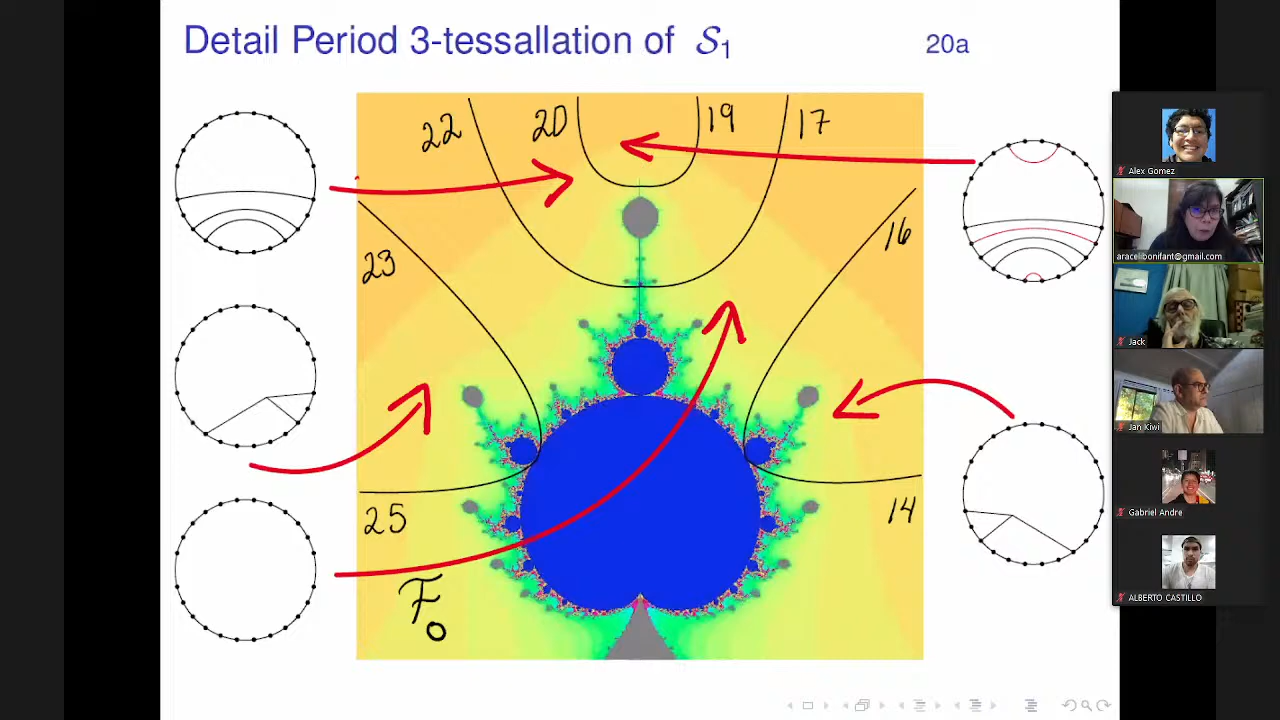 Detail Period 3-tessallation of 𝒮₁
20a
22
20
19
17
23
16
25
14
ℱ₀
Alex Gomez
aracelibonifant@gmail.com
Jack
Jan Kiwi
Gabriel Andre
ALBERTO CASTILLO